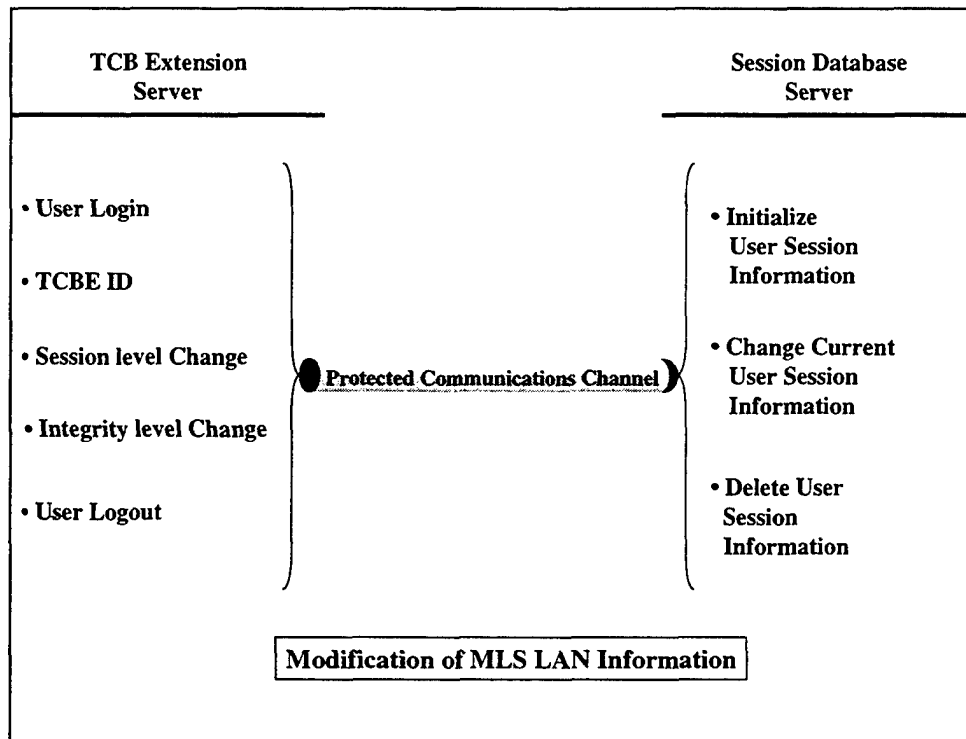 TCB Extension
Server
Session Database
Server
• User Login
• TCBE ID
• Session level Change
• Integrity level Change
• User Logout
Protected Communications Channel
• Initialize
User Session
Information
• Change Current
User Session
Information
• Delete User
Session
Information
Modification of MLS LAN Information